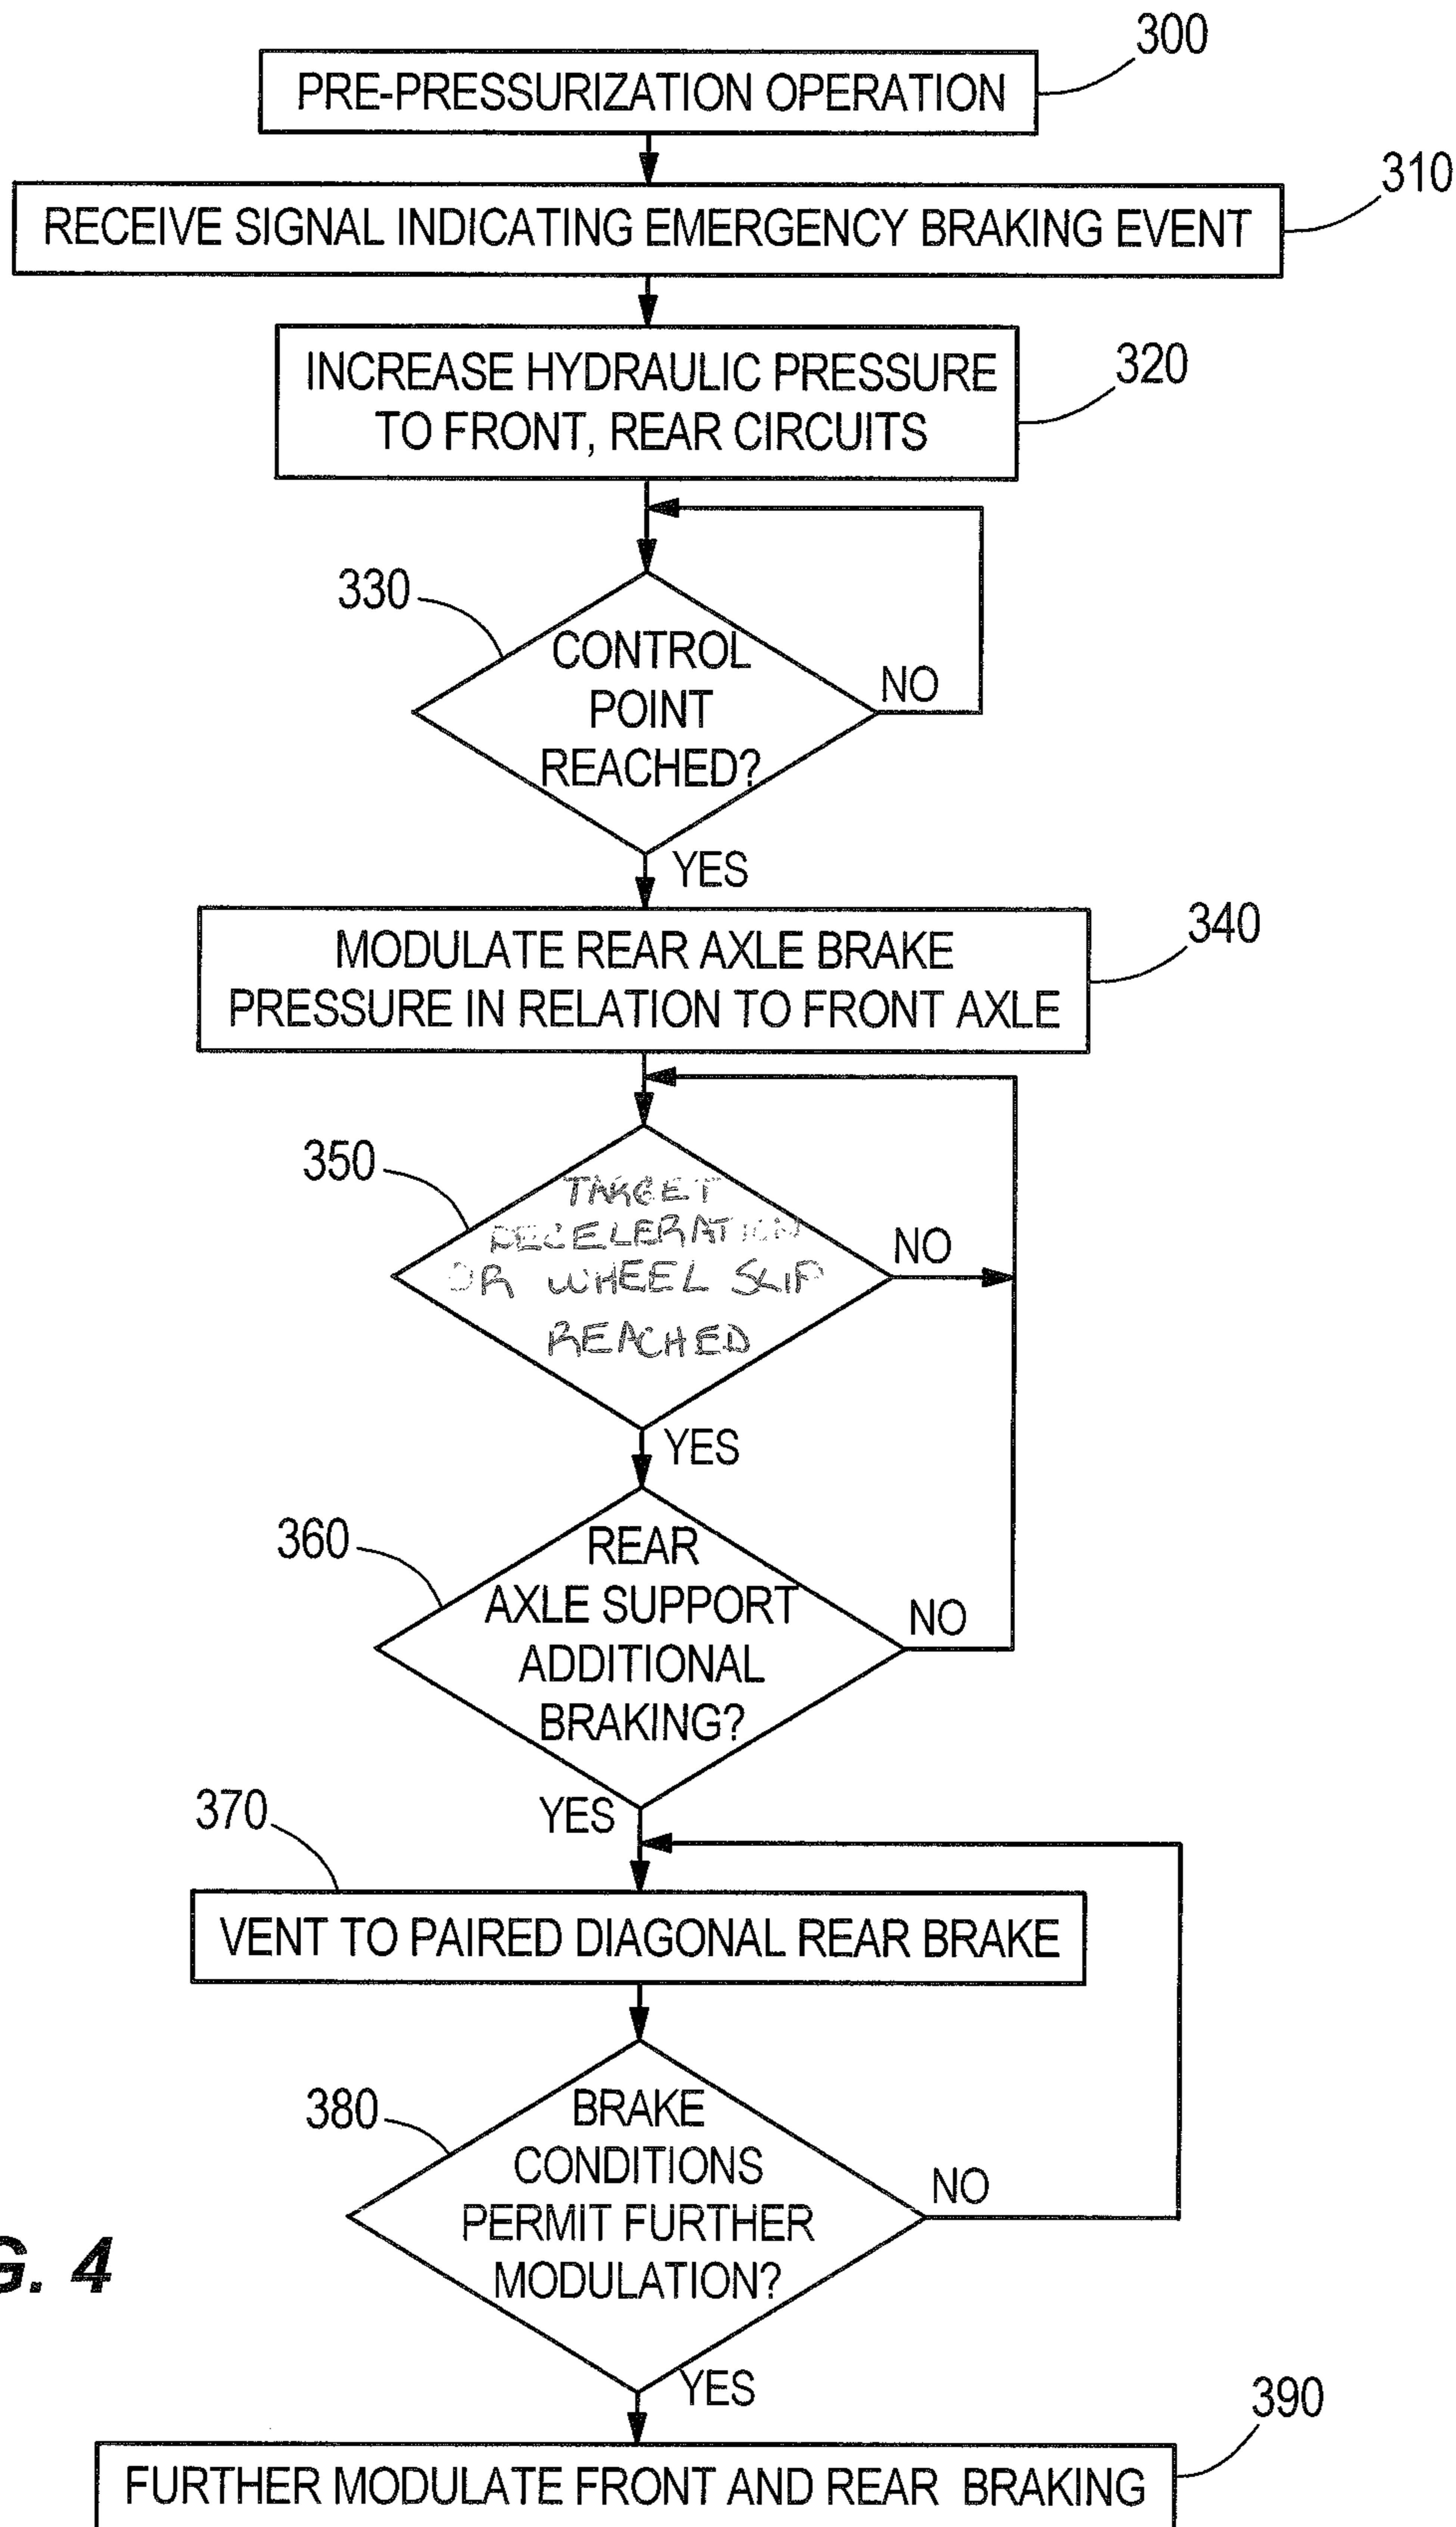 300
PRE-PRESSURIZATION OPERATION
310
RECEIVE SIGNAL INDICATING EMERGENCY BRAKING EVENT
320
INCREASE HYDRAULIC PRESSURE
TO FRONT, REAR CIRCUITS
330
CONTROL
POINT
REACHED?
NO
YES
340
MODULATE REAR AXLE BRAKE
PRESSURE IN RELATION TO FRONT AXLE
350
TARGET
DECELERATION
OR WHEEL SLIP
REACHED
NO
YES
360
REAR
AXLE SUPPORT
ADDITIONAL
BRAKING?
NO
YES
370
VENT TO PAIRED DIAGONAL REAR BRAKE
380
BRAKE
CONDITIONS
PERMIT FURTHER
MODULATION?
NO
YES
G. 4
390
FURTHER MODULATE FRONT AND REAR BRAKING